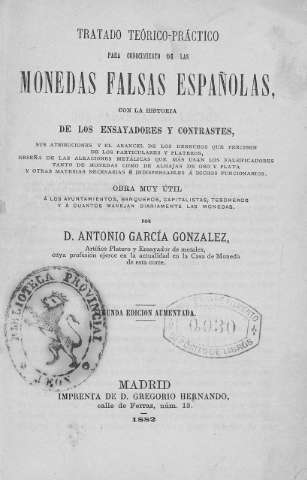 TRATADO TEÓRICO-PRÁCTICO
PARA CONOCIMIENTO DE LAS
MONEDAS FALSAS ESPAÑOLAS,
CON LA HISTORIA
DE LOS ENSAYADORES Y CONTRASTES,
SUS ATRIBUCIONES Y EL ARANCEL DE LOS DERECHOS QUE PERCIBEN
DE LOS PARTICULARES Y PLATEROS,
RESEÑA DE LAS ALEACIONES METÁLICAS QUE MÁS USAN LOS FALSIFICADORES
TANTO DE MONEDAS COMO DE ALHAJAS DE ORO Y PLATA
Y OTRAS MATERIAS NECESARIAS É INDISPENSABLES Á DICHOS FUNCIONARIOS.
OBRA MUY ÚTIL
Á LOS AYUNTAMIENTOS, BANQUEROS, CAPITALISTAS, TESOREROS
Y Á CUANTOS MANEJAN DIARIAMENTE LAS MONEDAS.
POR
D. ANTONIO GARCÍA GONZALEZ,
Artífice Platero y Ensayador de metales,
cuya profesion ejerce en la actualidad en la Casa de Moneda
de esta corte.
BIBLIOTECA PROVINCIAL
LEON
UNDA EDICION AUMENTADA.
0.930
DE LIBROS
MADRID
IMPRENTA DE D. GREGORIO HERNANDO,
calle de Ferraz, núm. 13.
1882